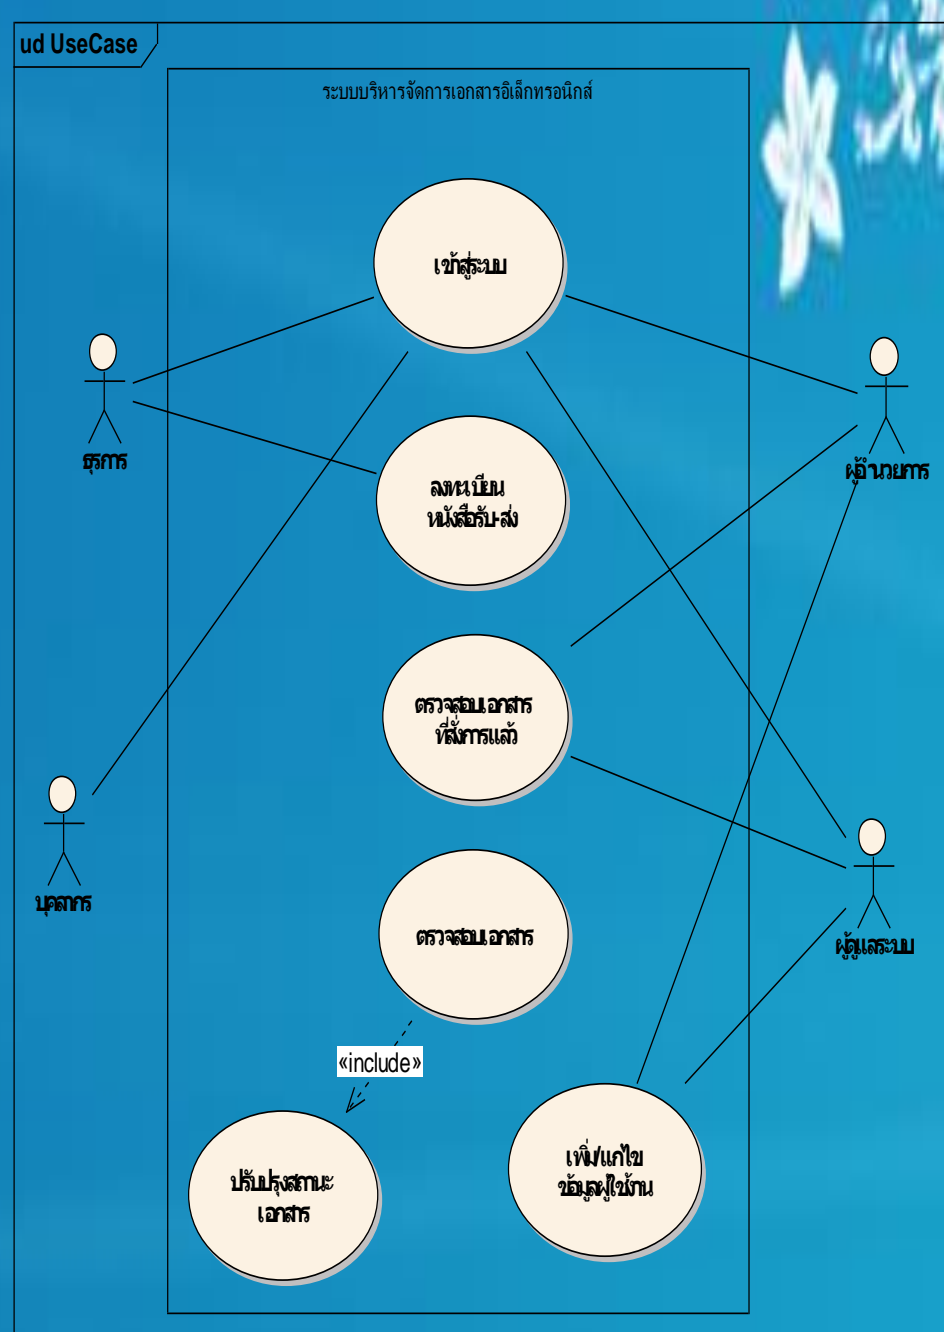 ud UseCase
ระบบบริหารจัดการเอกสารอิเล็กทรอนิกส์
เข้าสู่ระบบ
ธุรการ
ผู้อำนวยการ
ลงทะเบียน
หนังสือรับ-ส่ง
ตรวจสอบเอกสาร
ที่สั่งการแล้ว
บุคลากร
ตรวจสอบเอกสาร
ผู้ดูแลระบบ
«include»
ปรับปรุงสถานะ
เอกสาร
เพิ่ม/แก้ไข
ข้อมูลผู้ใช้งาน